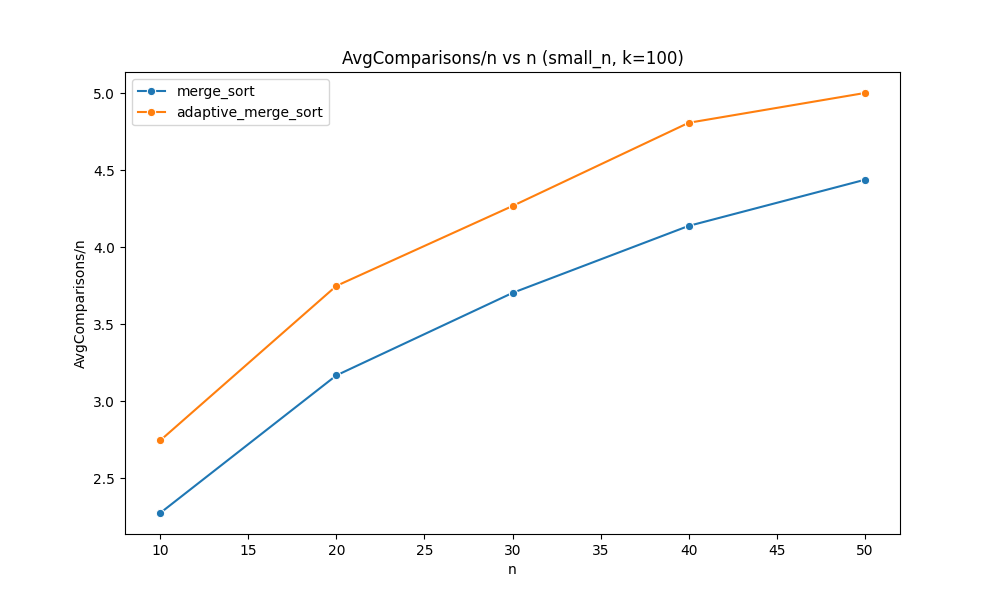 AvgComparisons/n vs n (small_n, k=100)
merge_sort
adaptive_merge_sort
AvgComparisons/n
5.0
4.5
4.0
3.5
3.0
2.5
10 15 20 25 30 35 40 45 50
n